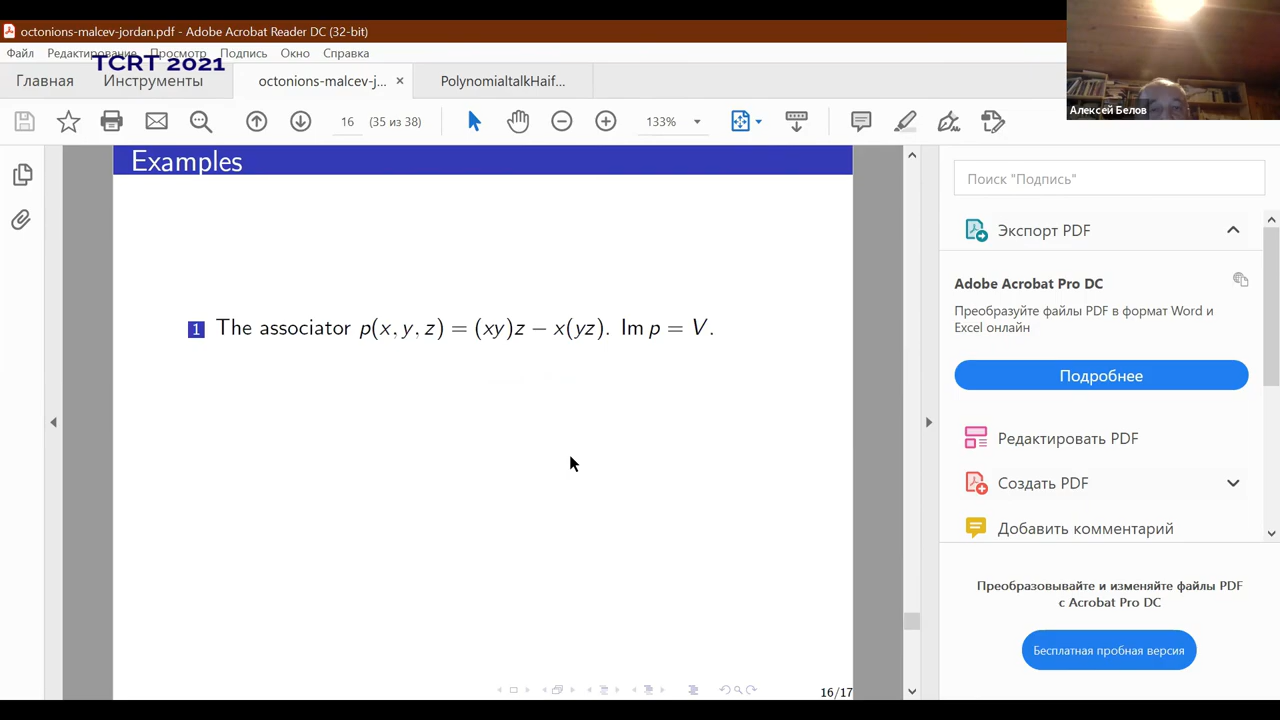 octonions-malcev-jordan.pdf - Adobe Acrobat Reader DC (32-bit)
Файл Редактирование Просмотр Подпись Окно Справка
TCRT 2021
Главная Инструменты octonions-malcev-j... × PolynomialtalkHaif...
Алексей Белов
16 (35 из 38) 133%
Examples
Поиск "Подпись"
Экспорт PDF
1 The associator p(x, y, z) = (xy)z − x(yz). Im p = V.
Adobe Acrobat Pro DC
Преобразуйте файлы PDF в формат Word и
Excel онлайн
Подробнее
Редактировать PDF
Создать PDF
Добавить комментарий
Преобразовывайте и изменяйте файлы PDF
с Acrobat Pro DC
Бесплатная пробная версия
16/17